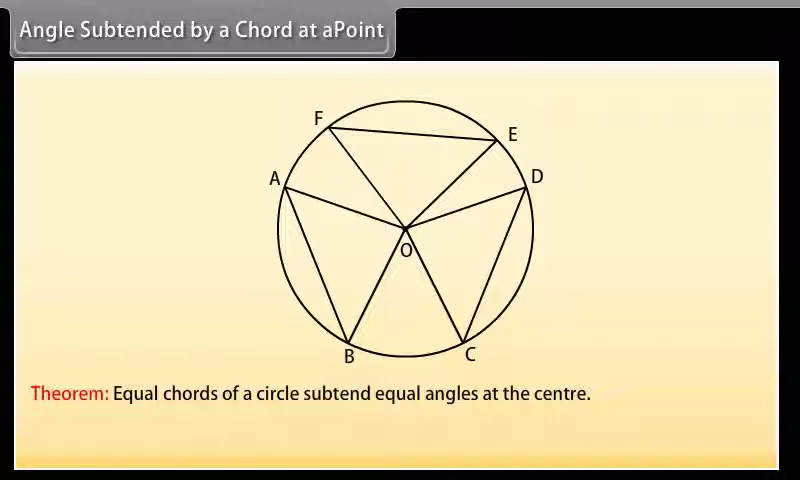 Angle Subtended by a Chord at aPoint
F
E
A
D
O
B
C
Theorem: Equal chords of a circle subtend equal angles at the centre.